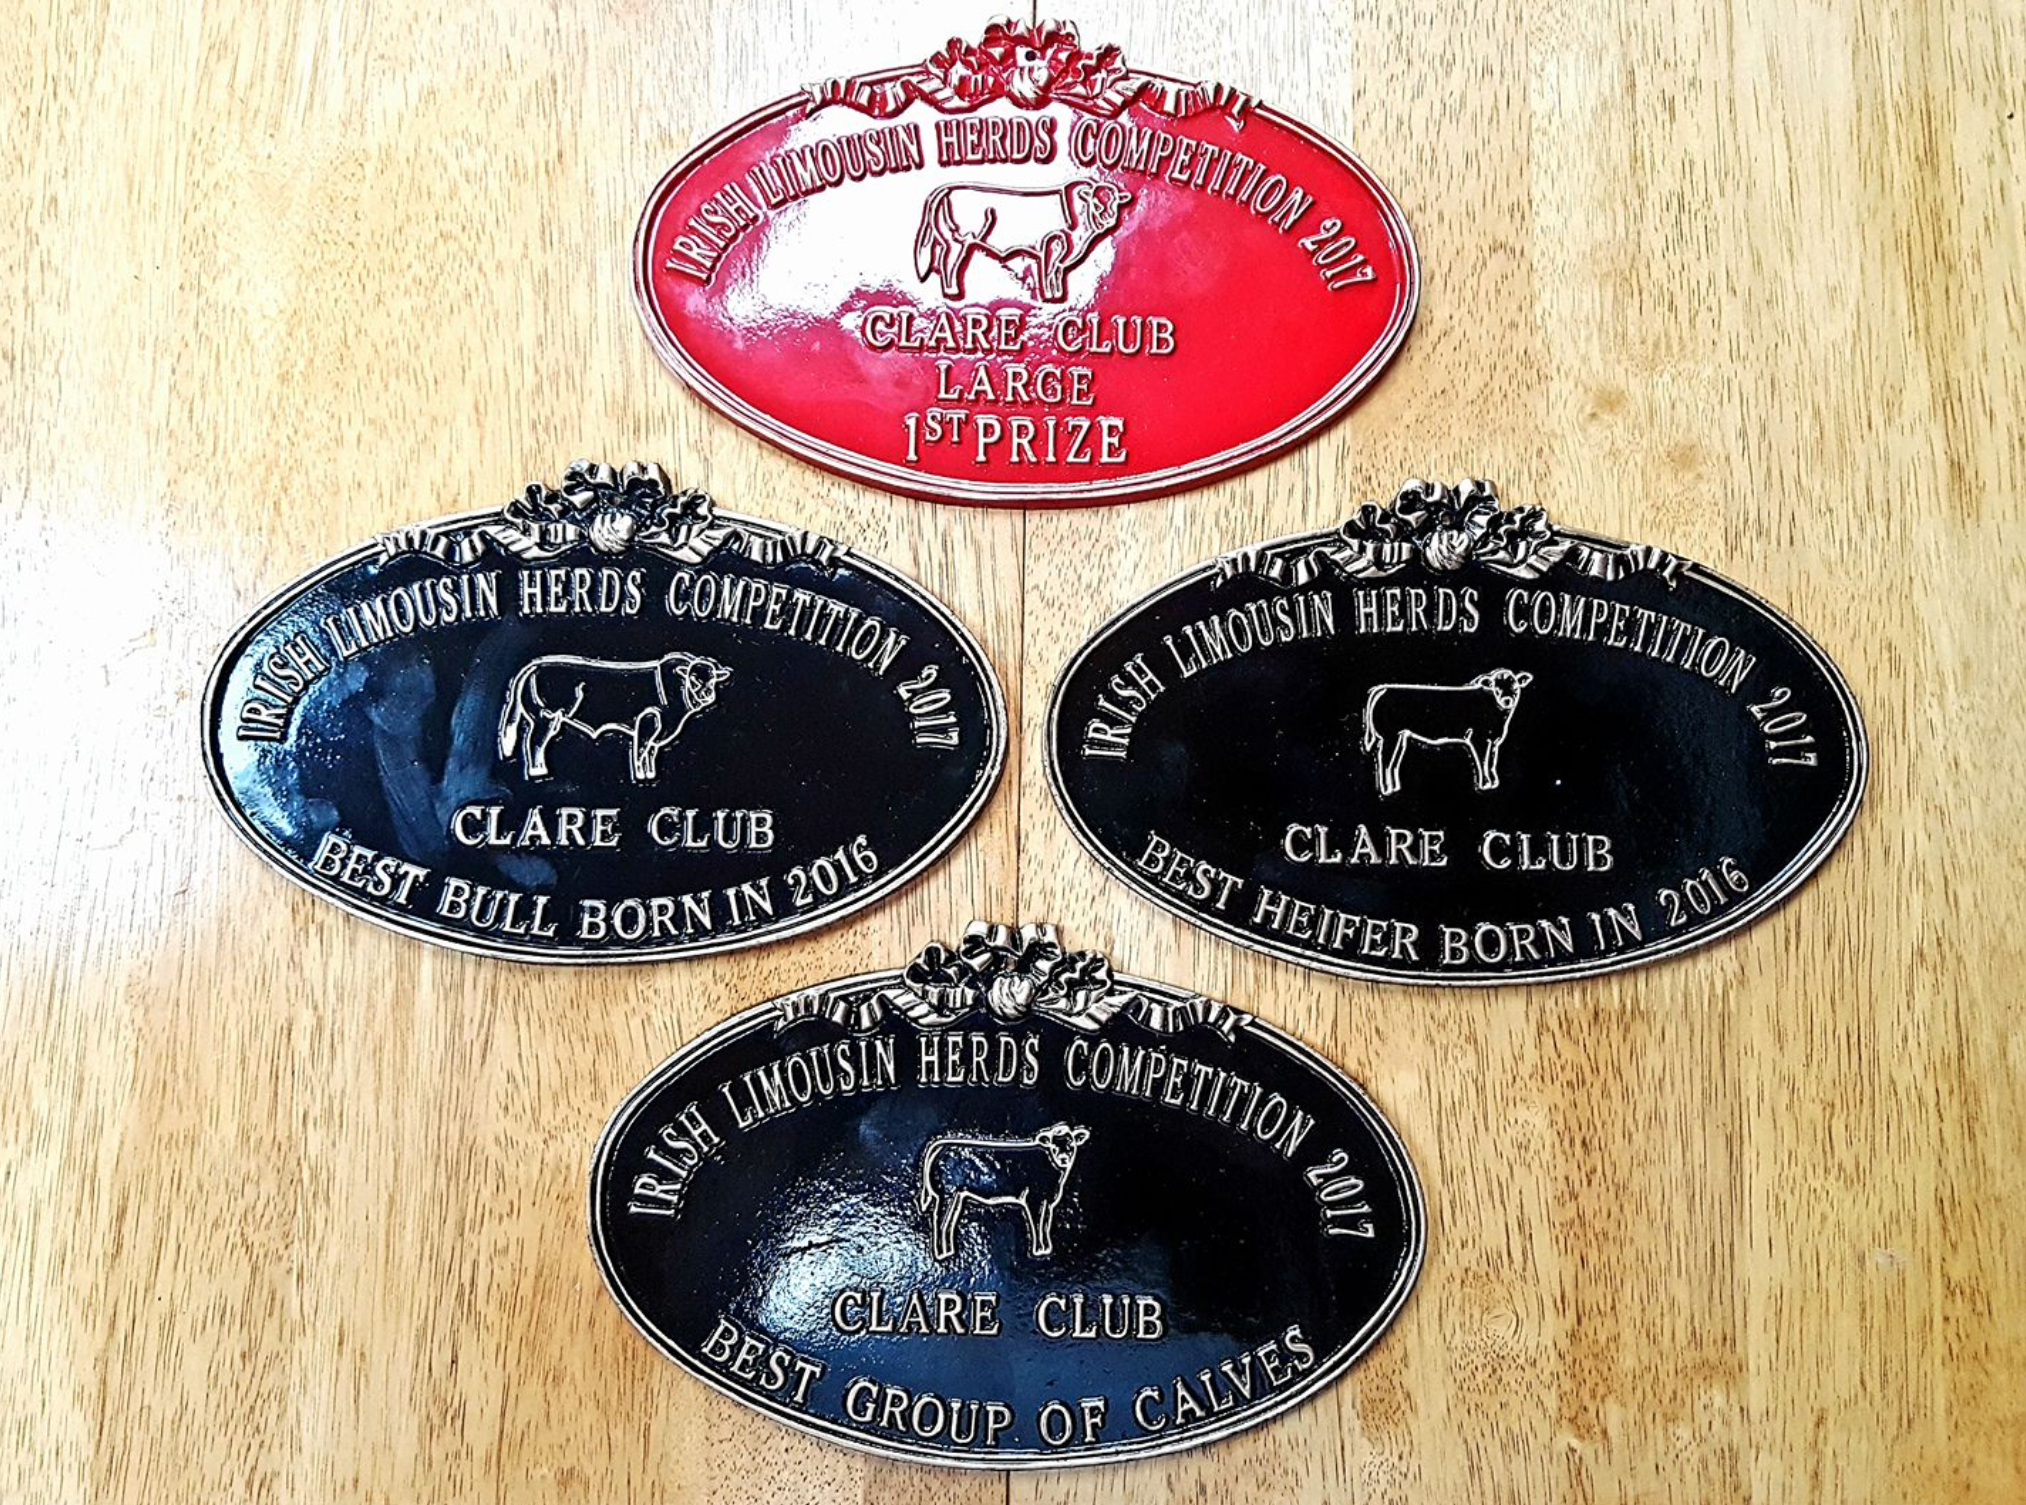 IRISH LIMOUSIN HERDS COMPETITION 2017
CLARE CLUB
LARGE
1ST PRIZE
IRISH LIMOUSIN HERDS COMPETITION 2017
CLARE CLUB
BEST BULL BORN IN 2016
IRISH LIMOUSIN HERDS COMPETITION 2017
CLARE CLUB
BEST HEIFER BORN IN 2016
IRISH LIMOUSIN HERDS COMPETITION 2017
CLARE CLUB
BEST GROUP OF CALVES